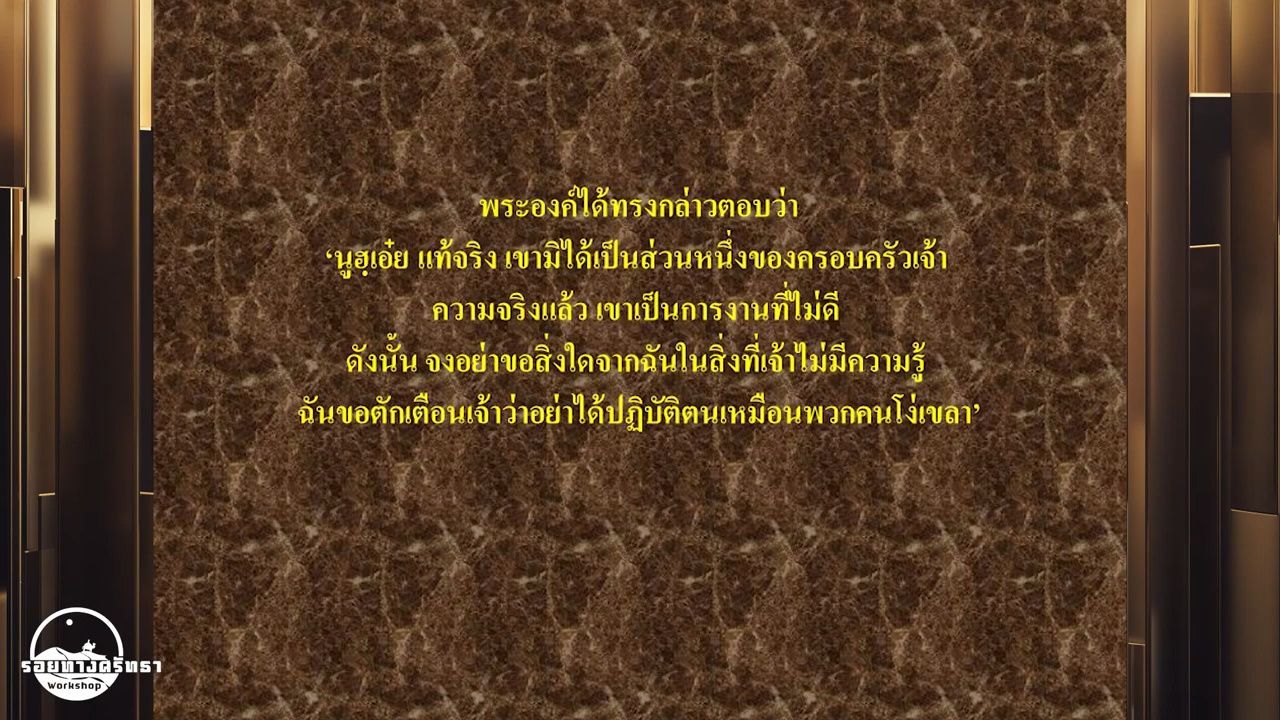 พระองค์ได้ทรงกล่าวตอบว่า
‘นูฮฺเอ๋ย แท้จริง เขามิได้เป็นส่วนหนึ่งของครอบครัวเจ้า
ความจริงแล้ว เขาเป็นการงานที่ไม่ดี
ดังนั้น จงอย่าขอสิ่งใดจากฉันในสิ่งที่เจ้าไม่มีความรู้
ฉันขอตักเตือนเจ้าว่าอย่าได้ปฏิบัติตนเหมือนพวกคนโง่เขลา’
รอยทางศรัทธา
workshop